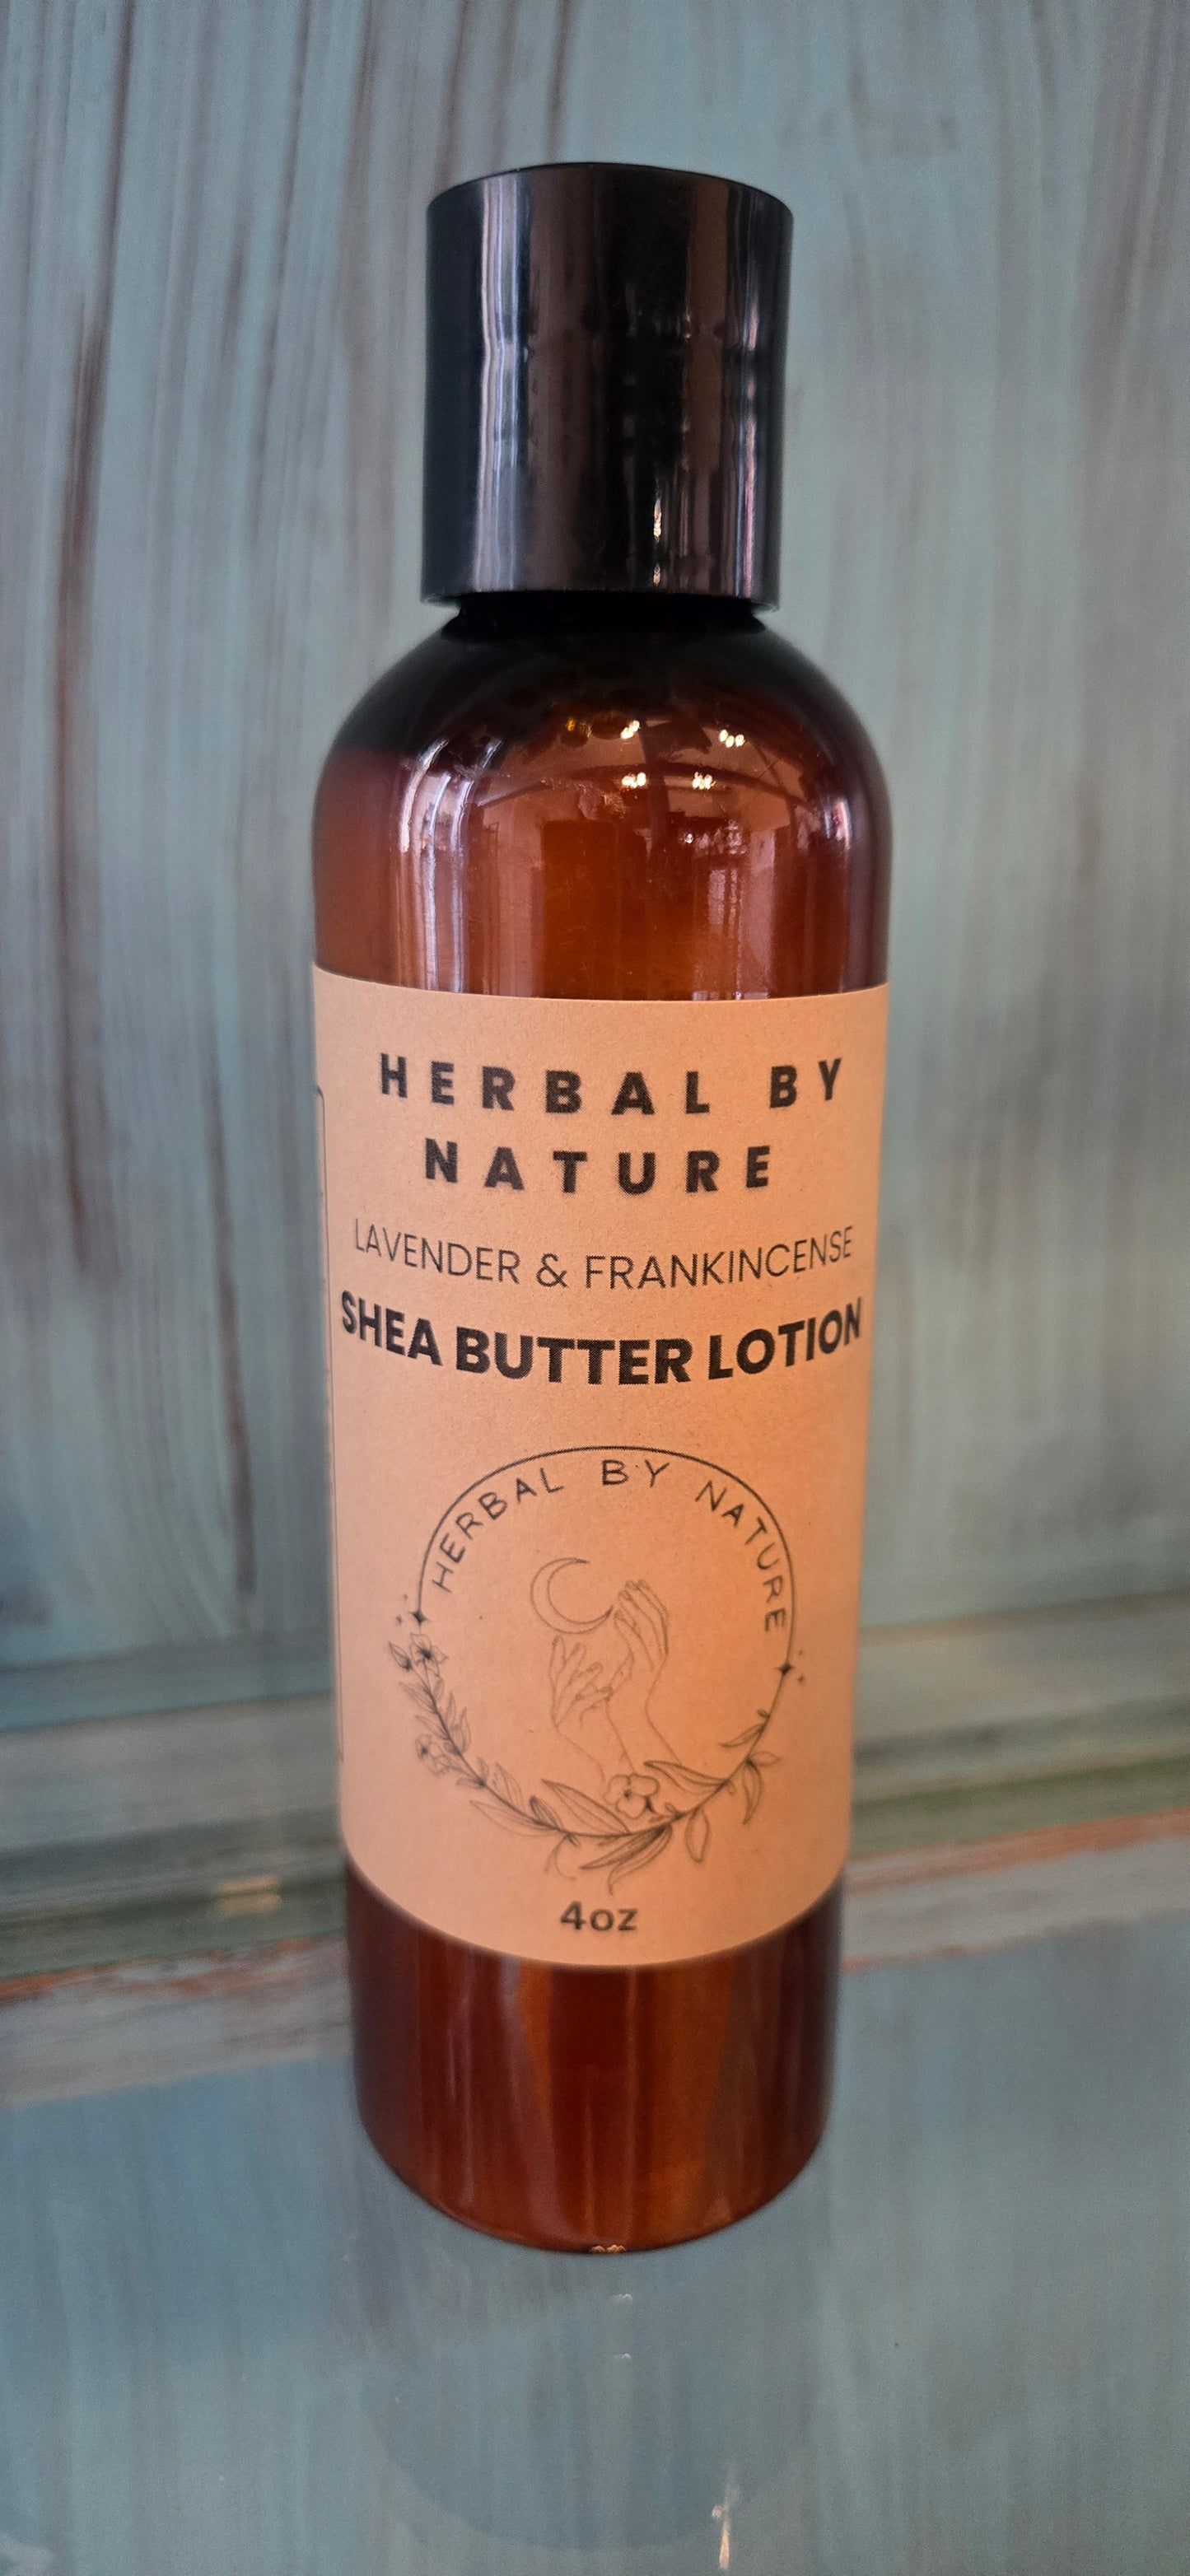 HERBAL BY
NATURE
LAVENDER & FRANKINCENSE
SHEA BUTTER LOTION
HERBAL BY NATURE
4oz